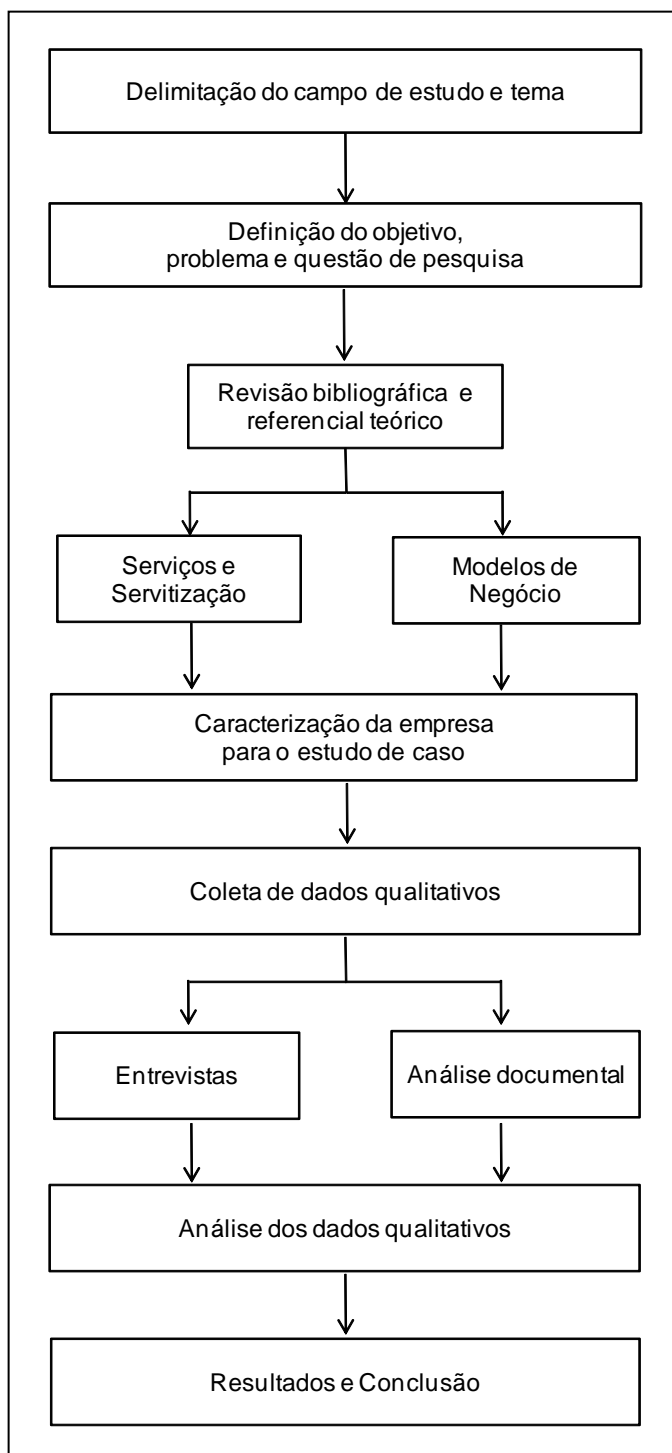 Delimitação do campo de estudo e tema
Definição do objetivo,
problema e questão de pesquisa
Revisão bibliográfica e
referencial teórico
Serviços e
Servitização
Modelos de
Negócio
Caracterização da empresa
para o estudo de caso
Coleta de dados qualitativos
Entrevistas
Análise documental
Análise dos dados qualitativos
Resultados e Conclusão